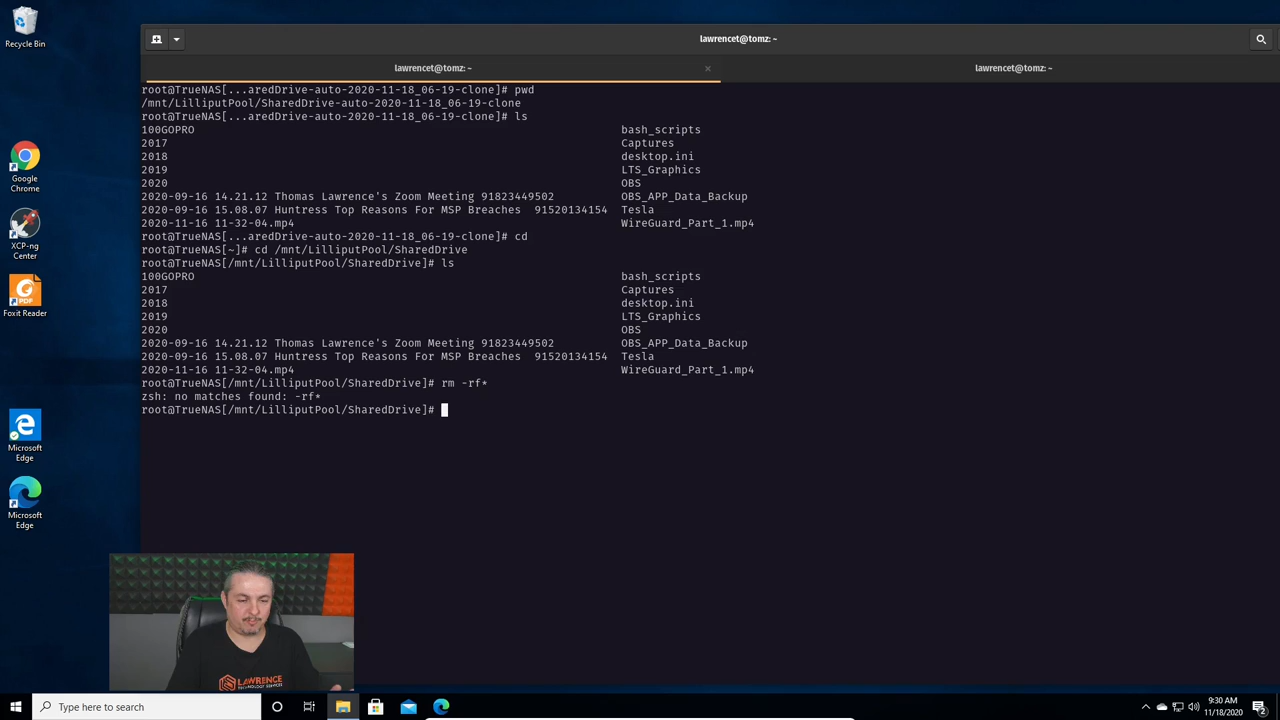 Recycle Bin
Google
Chrome
XCP-ng
Center
Foxit Reader
Microsoft
Edge
Microsoft
Edge
lawrencet@tomz: ~
lawrencet@tomz: ~ ×
lawrencet@tomz: ~
root@TrueNAS[...aredDrive-auto-2020-11-18_06-19-clone]# pwd
/mnt/LilliputPool/SharedDrive-auto-2020-11-18_06-19-clone
root@TrueNAS[...aredDrive-auto-2020-11-18_06-19-clone]# ls
100GOPRO bash_scripts
2017 Captures
2018 desktop.ini
2019 LTS_Graphics
2020 OBS
2020-09-16 14.21.12 Thomas Lawrence's Zoom Meeting 91823449502 OBS_APP_Data_Backup
2020-09-16 15.08.07 Huntress Top Reasons For MSP Breaches  91520134154 Tesla
2020-11-16 11-32-04.mp4 WireGuard_Part_1.mp4
root@TrueNAS[...aredDrive-auto-2020-11-18_06-19-clone]# cd
root@TrueNAS[~]# cd /mnt/LilliputPool/SharedDrive
root@TrueNAS[/mnt/LilliputPool/SharedDrive]# ls
100GOPRO bash_scripts
2017 Captures
2018 desktop.ini
2019 LTS_Graphics
2020 OBS
2020-09-16 14.21.12 Thomas Lawrence's Zoom Meeting 91823449502 OBS_APP_Data_Backup
2020-09-16 15.08.07 Huntress Top Reasons For MSP Breaches  91520134154 Tesla
2020-11-16 11-32-04.mp4 WireGuard_Part_1.mp4
root@TrueNAS[/mnt/LilliputPool/SharedDrive]# rm -rf*
zsh: no matches found: -rf*
root@TrueNAS[/mnt/LilliputPool/SharedDrive]#
LAWRENCE
TECHNOLOGY SERVICES
Type here to search
9:30 AM
11/18/2020
2